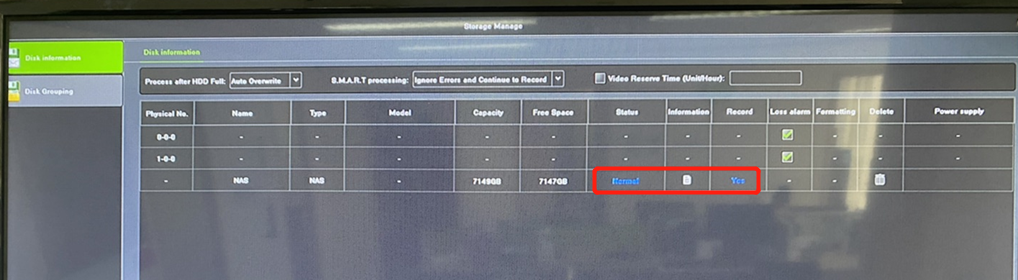 Storage Manage
Disk information
Disk information
Disk Grouping
Process after HDD Full: Auto Overwrite S.M.A.R.T processing: Ignore Errors and Continue to Record Video Reserve Time (Unit/Hour):
Physical No. Name Type Model Capacity Free Space Status Information Record Loss alarm Formatting Delete Power supply
0-0-0 - - - - - - - - - - -
1-0-0 - - - - - - - - - - -
- NAS NAS - 7149GB 7147GB Normal Yes - - -